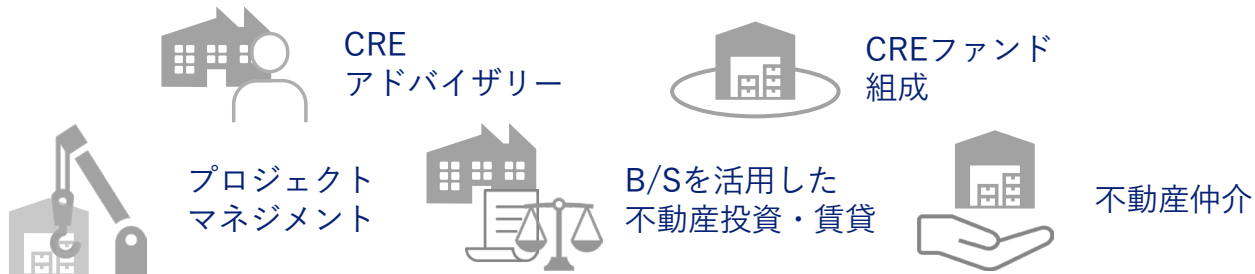 CRE
アドバイザリー
CREファンド
組成
プロジェクト
マネジメント
B/Sを活用した
不動産投資・賃貸
不動産仲介